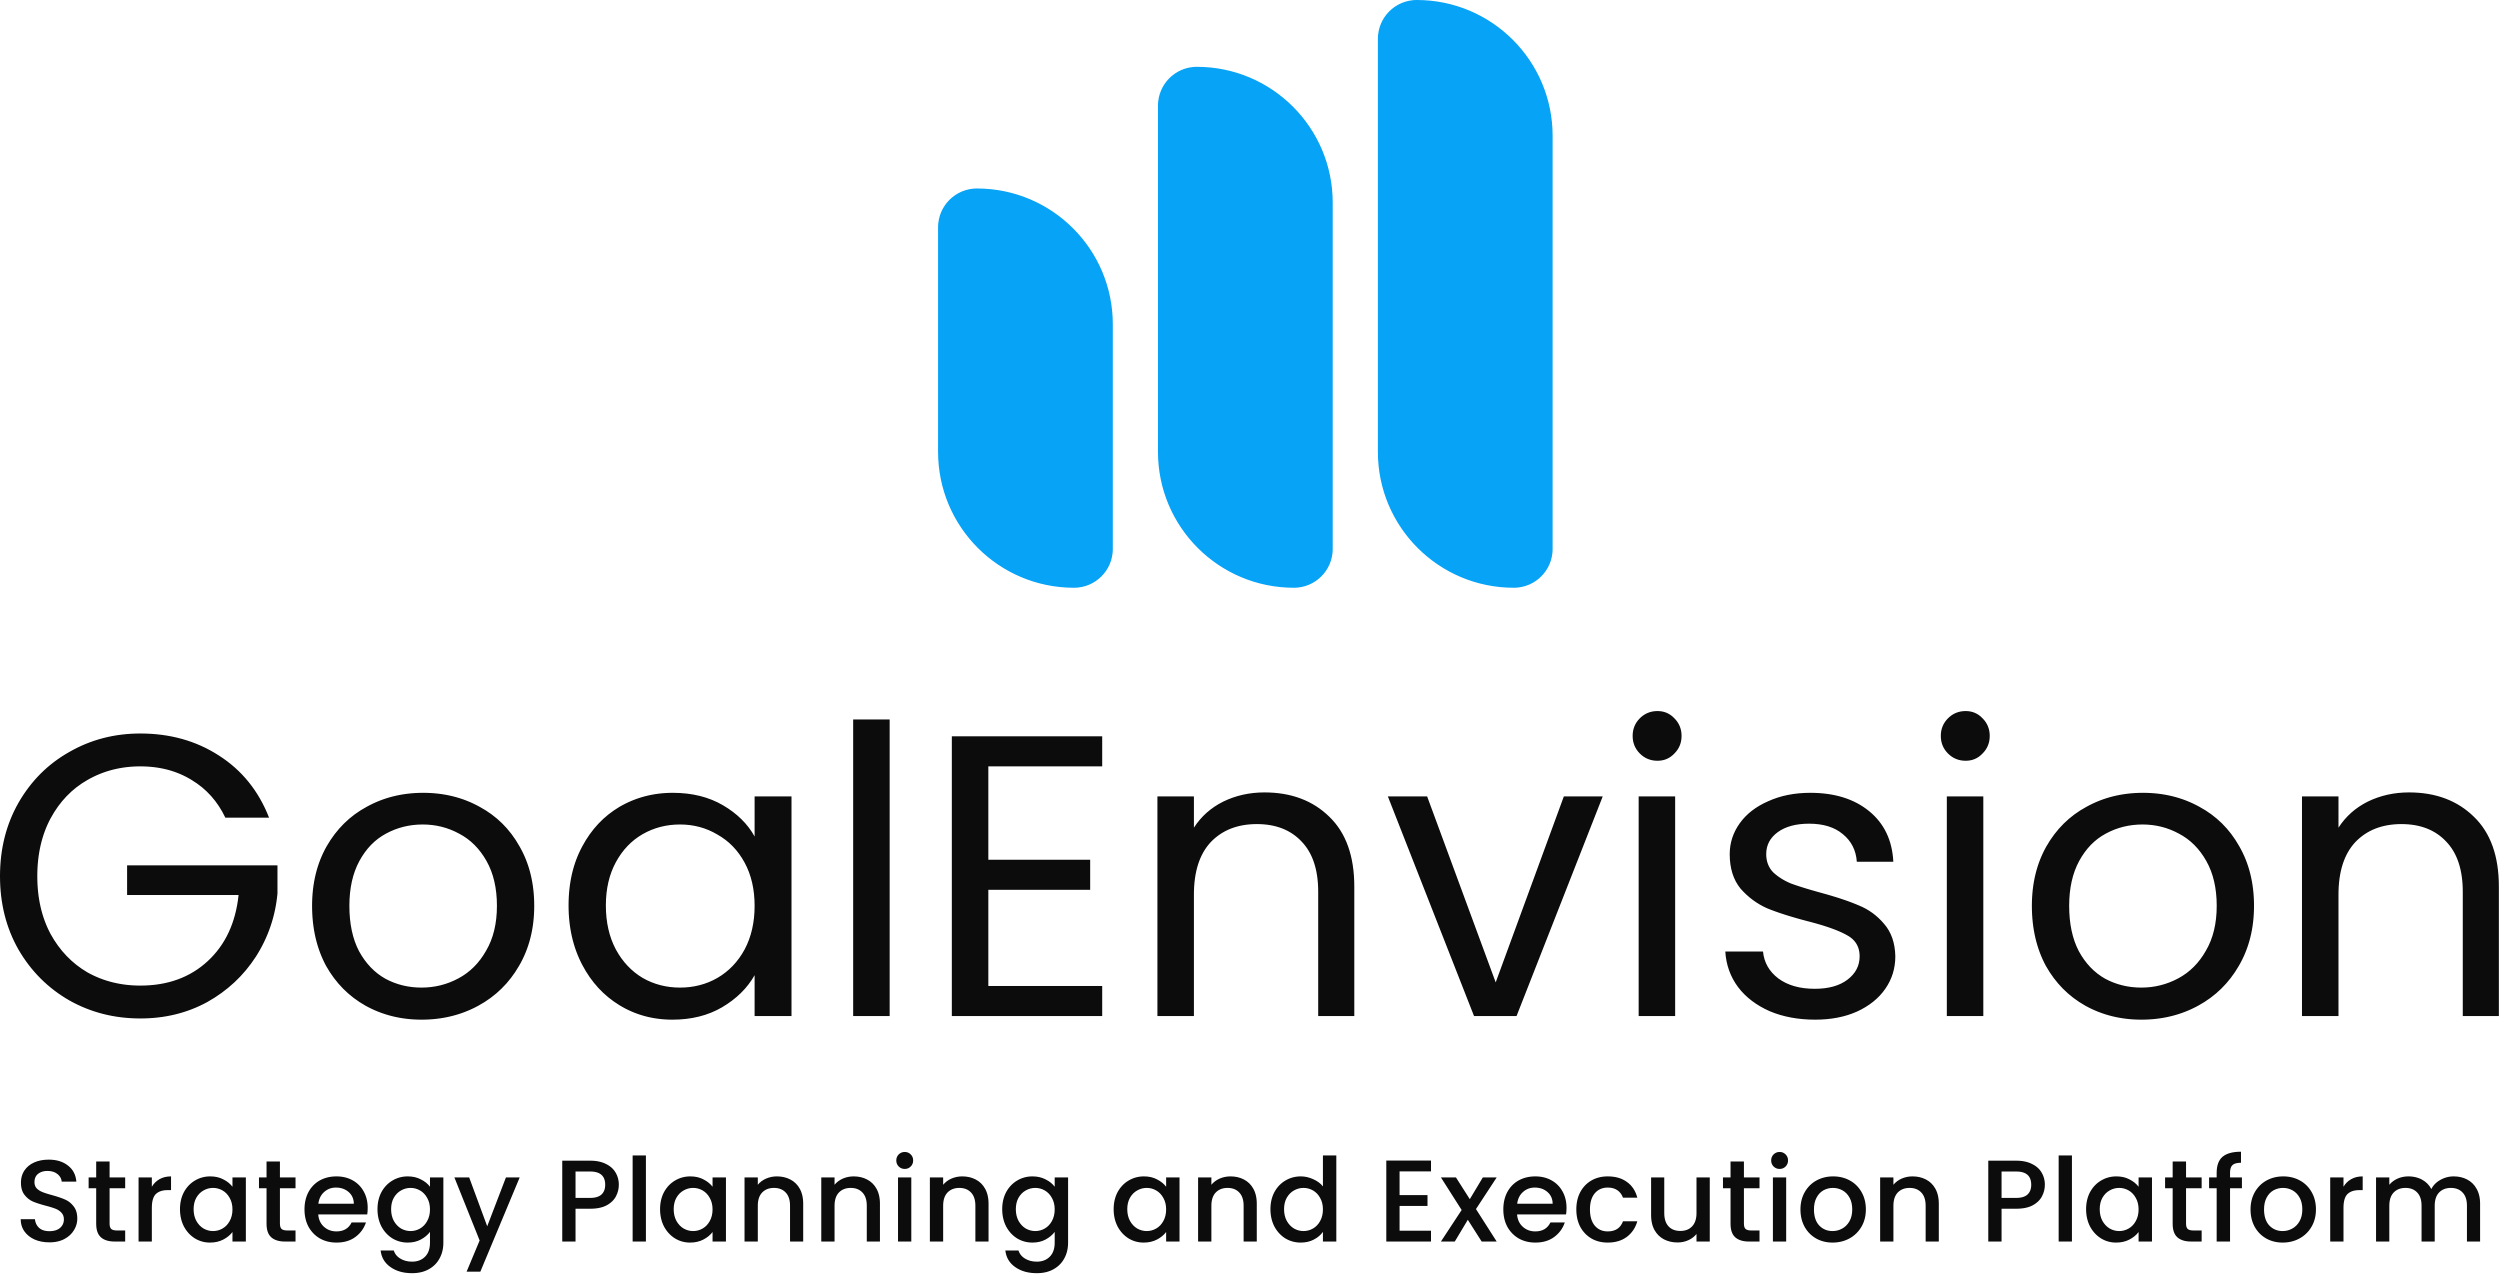 GoalEnvision
Strategy Planning and Execution Platform